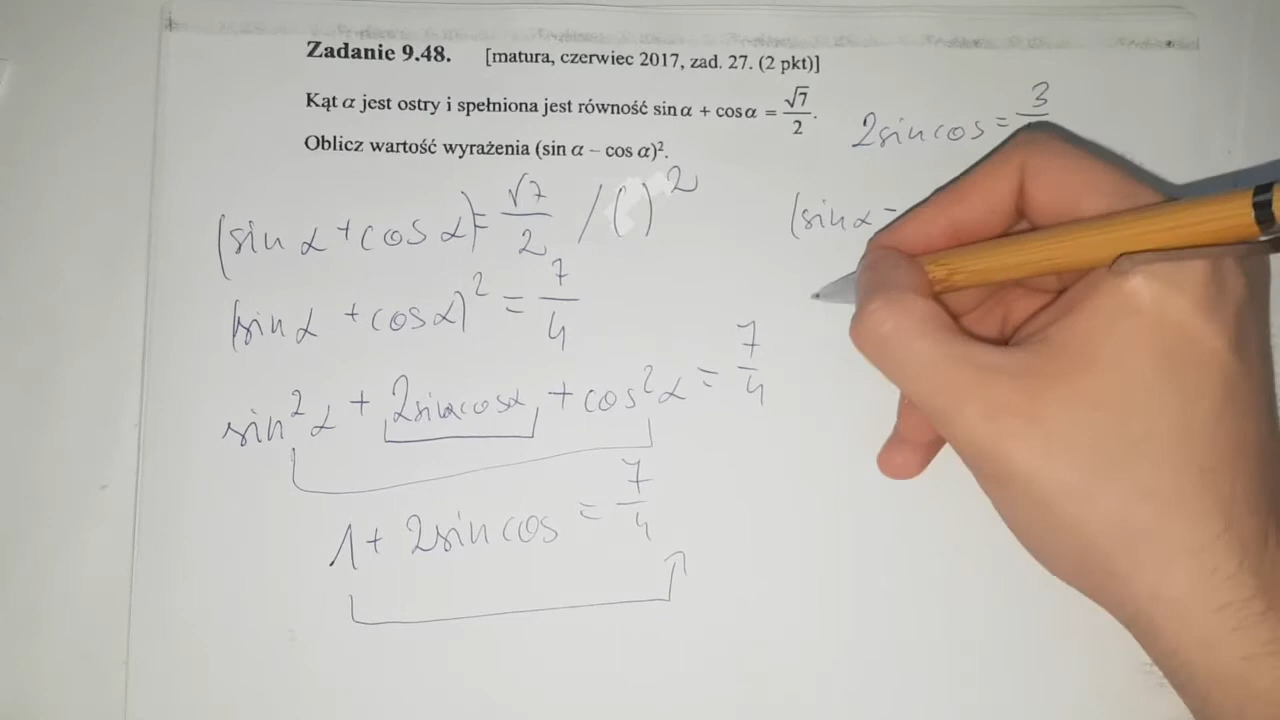 Zadanie 9.48. [matura, czerwiec 2017, zad. 27. (2 pkt)]
Kąt α jest ostry i spełniona jest równość sin α + cos α = √7/2.
Oblicz wartość wyrażenia (sin α – cos α)².
(sin α + cos α) = √7/2 /( )²
(sin α + cos α)² = 7/4
sin²α + 2sinαcosα + cos²α = 7/4
1 + 2sincos = 7/4
2sincos = 3
(sinα -